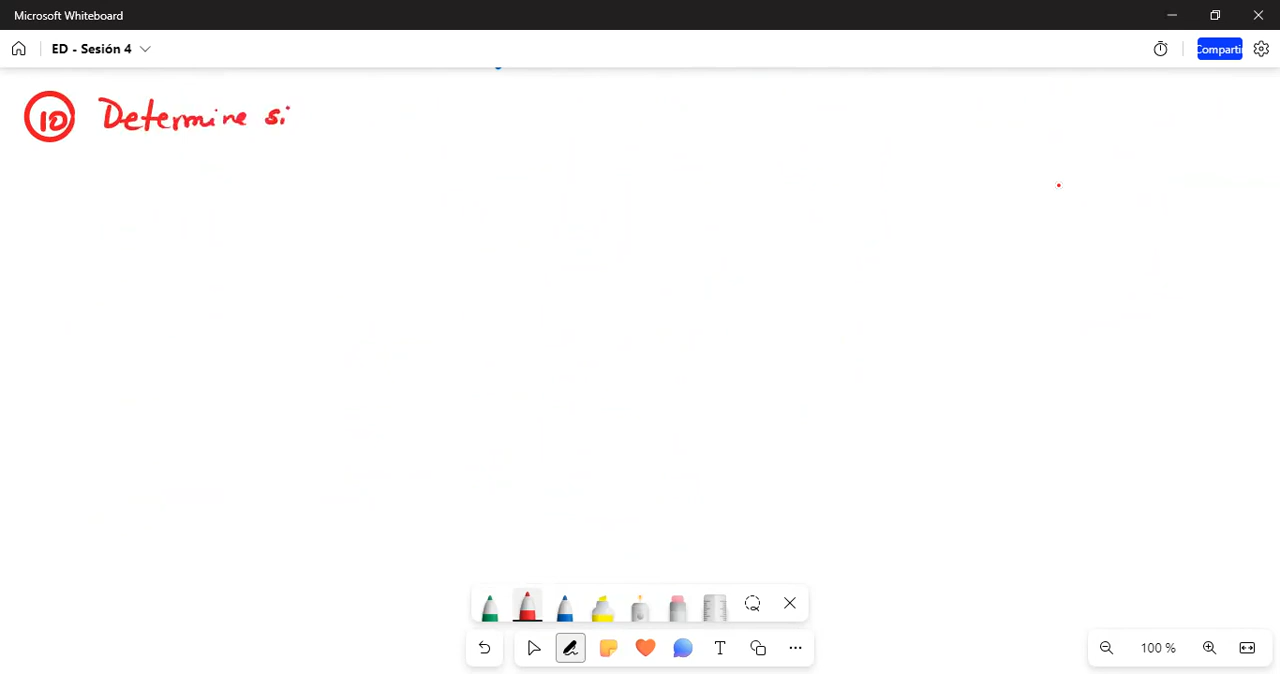 Microsoft Whiteboard
ED - Sesión 4
Comparti
10 Determine si
T
100 %